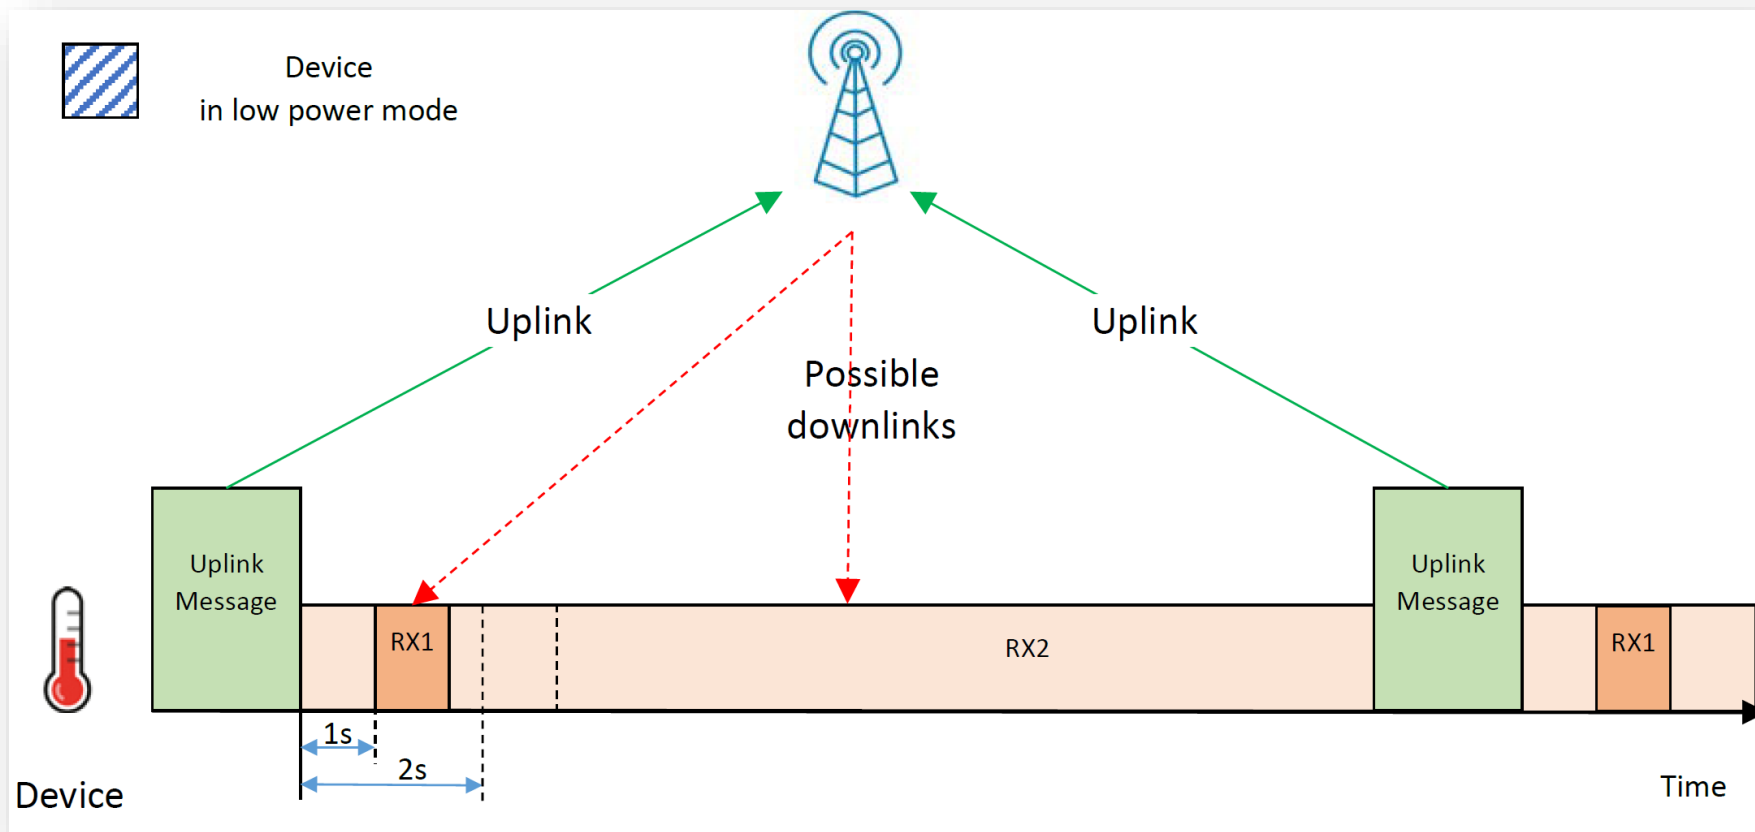 Device
in low power mode
Uplink
Uplink
Possible
downlinks
Uplink
Message
Uplink
Message
RX1
RX2
RX1
1s
2s
Device
Time